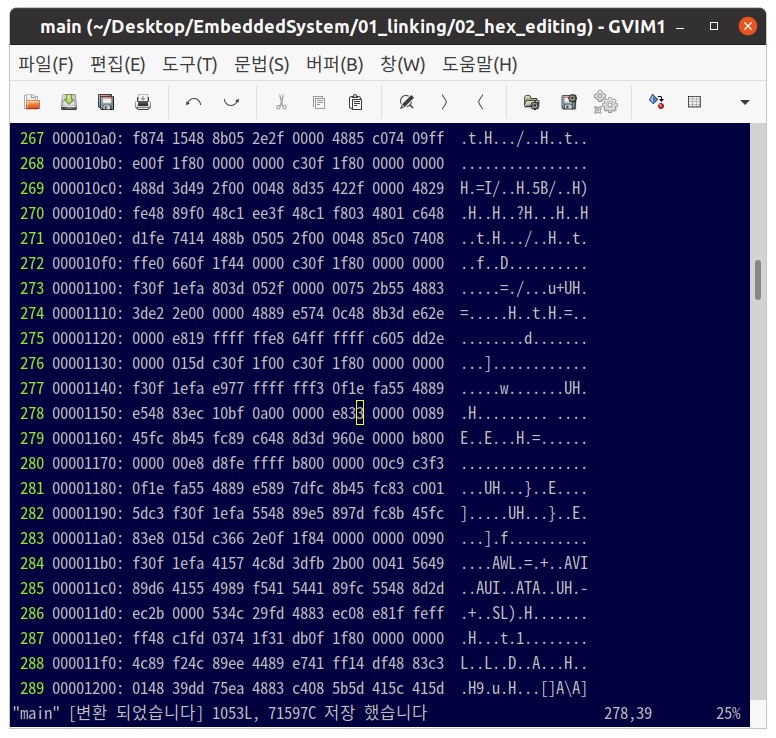 main (~/Desktop/EmbeddedSystem/01_linking/02_hex_editing) - GVIM1
파일(F) 편집(E) 도구(T) 문법(S) 버퍼(B) 창(W) 도움말(H)
267 000010a0: f874 1548 8b05 2e2f 0000 4885 c074 09ff .t.H.../..H..t..
268 000010b0: e00f 1f80 0000 0000 c30f 1f80 0000 0000 ................
269 000010c0: 488d 3d49 2f00 0048 8d35 422f 0000 4829 H.=I/..H.5B/..H)
270 000010d0: fe48 89f0 48c1 ee3f 48c1 f803 4801 c648 .H..H..?H...H..H
271 000010e0: d1fe 7414 488b 0505 2f00 0048 85c0 7408 ..t.H.../..H..t.
272 000010f0: ffe0 660f 1f44 0000 c30f 1f80 0000 0000 ..f..D..........
273 00001100: f30f 1efa 803d 052f 0000 0075 2b55 4883 .....=./...u+UH.
274 00001110: 3de2 2e00 0000 4889 e574 0c48 8b3d e62e =.....H..t.H.=..
275 00001120: 0000 e819 ffff ffe8 64ff ffff c605 dd2e ........d.......
276 00001130: 0000 015d c30f 1f00 c30f 1f80 0000 0000 ...]............
277 00001140: f30f 1efa e977 ffff fff3 0f1e fa55 4889 .....w.......UH.
278 00001150: e548 83ec 10bf 0a00 0000 e833 0000 0089 .H......... ....
279 00001160: 45fc 8b45 fc89 c648 8d3d 960e 0000 b800 E..E...H.=......
280 00001170: 0000 00e8 d8fe ffff b800 0000 00c9 c3f3 ................
281 00001180: 0f1e fa55 4889 e589 7dfc 8b45 fc83 c001 ...UH...}..E....
282 00001190: 5dc3 f30f 1efa 5548 89e5 897d fc8b 45fc ].....UH...}..E.
283 000011a0: 83e8 015d c366 2e0f 1f84 0000 0000 0090 ...].f..........
284 000011b0: f30f 1efa 4157 4c8d 3dfb 2b00 0041 5649 ....AWL.=.+..AVI
285 000011c0: 89d6 4155 4989 f541 5441 89fc 5548 8d2d ..AUI..ATA..UH.-
286 000011d0: ec2b 0000 534c 29fd 4883 ec08 e81f feff .+..SL).H.......
287 000011e0: ff48 c1fd 0374 1f31 db0f 1f80 0000 0000 .H...t.1........
288 000011f0: 4c89 f24c 89ee 4489 e741 ff14 df48 83c3 L..L..D..A...H..
289 00001200: 0148 39dd 75ea 4883 c408 5b5d 415c 415d .H9.u.H...[]A\A]
"main" [변환 되었습니다] 1053L, 71597C 저장 했습니다 278,39 25%